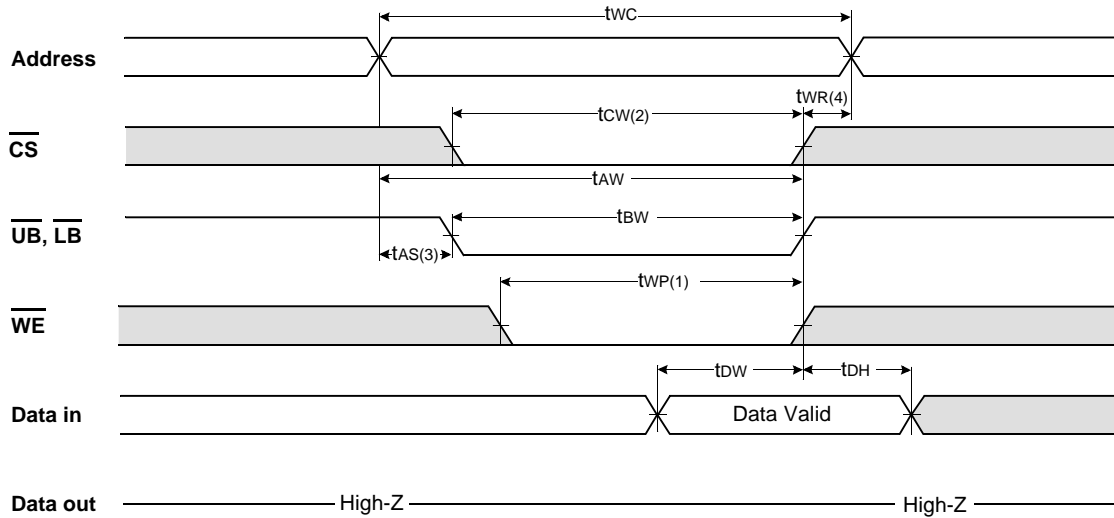 tWC
Address
tCW(2)
tWR(4)
CS
tAW
UB, LB
tBW
tAS(3)
tWP(1)
WE
tDW
tDH
Data in
Data Valid
Data out
High-Z
High-Z